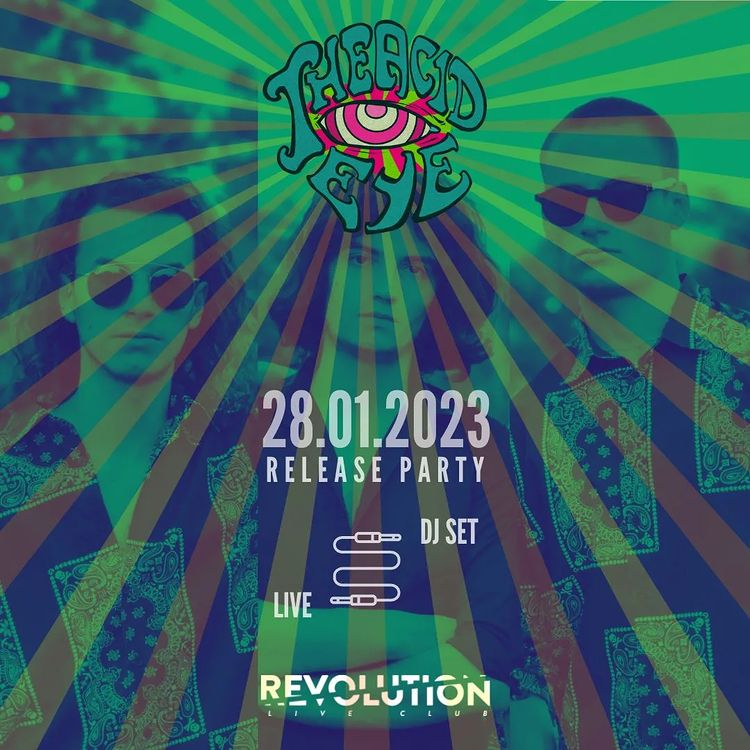 THE ACID
EYE
28.01.2023
RELEASE PARTY
DJ SET
LIVE
REVOLUTION
LIVE CLUB